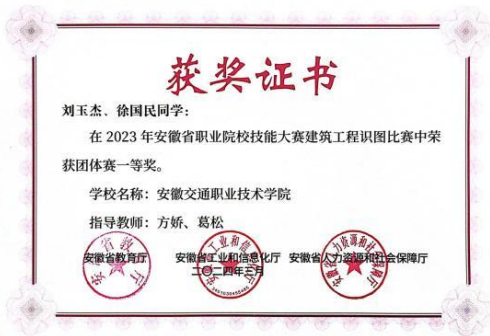 获奖证书
刘玉杰、徐国民同学：
在 2023 年安徽省职业院校技能大赛建筑工程识图比赛中荣
获团体赛一等奖。
学校名称：安徽交通职业技术学院
指导教师：方娇、葛松
安徽省教育厅 安徽省工业和信息化厅 安徽省人力资源和社会保障厅
二〇二四年三月